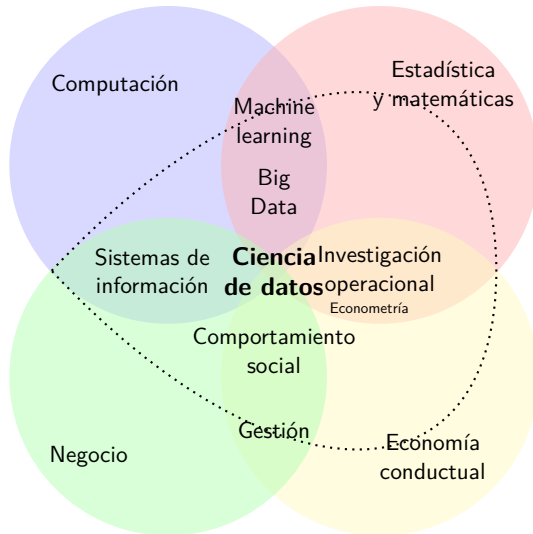 Computación
Estadística
y matemáticas
Machine
learning
Big
Data
Sistemas de
información
Ciencia
de datos
Investigación
operacional
Econometría
Comportamiento
social
Gestión
Negocio
Economía
conductual